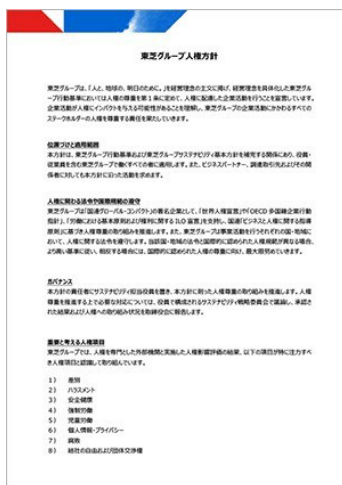 東芝グループ人権方針
東芝グループは、「人と、地球の、明日のために。」を経営理念の主文に掲げ、経営理念を具体化した東芝グル
ープ行動基準においては人権の尊重を第1条に定めて、人権に配慮した企業活動を行うことを宣言しています。
企業活動が人権にインパクトを与える可能性があることを理解し、東芝グループの企業活動にかかわるすべての
ステークホルダーの人権を尊重する責任を果たしていきます。
位置づけと適用範囲
本方針は、東芝グループ行動基準および東芝グループサステナビリティ基本方針を補完する関係にあり、役員・
従業員を含む東芝グループで働くすべての者に適用します。また、ビジネスパートナー、調達取引先およびその関
係者に対しても本方針に沿った活動を求めます。
人権に関わる法令や国際規範の遵守
東芝グループは「国連グローバル・コンパクト」の署名企業として、「世界人権宣言」や「OECD 多国籍企業行動
指針」、「労働における基本原則および権利に関する ILO 宣言」を支持し、国連「ビジネスと人権に関する指導
原則」に基づき人権尊重の取り組みを推進します。また、東芝グループは事業活動を行うそれぞれの国・地域に
おいて、人権に関する法令を遵守します。当該国・地域の法令と国際的に認められた人権規範が異なる場合、
より高い基準に従い、相反する場合には、国際的に認められた人権の尊重に向け、最大限努めていきます。
ガバナンス
本方針の責任者にサステナビリティ担当役員を置き、本方針に則った人権尊重の取り組みを推進します。人権
尊重を推進する上で必要な対応については、役員で構成されるサステナビリティ戦略委員会で議論し、承認さ
れた結果および人権への取り組み状況を取締役会に報告します。
重要と考える人権項目
東芝グループでは、人権を専門とした外部機関と実施した人権影響評価の結果、以下の項目が特に注力すべ
き人権項目と認識して取り組んでいます。
1） 差別
2） ハラスメント
3） 安全健康
4） 強制労働
5） 児童労働
6） 個人情報・プライバシー
7） 腐敗
8） 結社の自由および団体交渉権